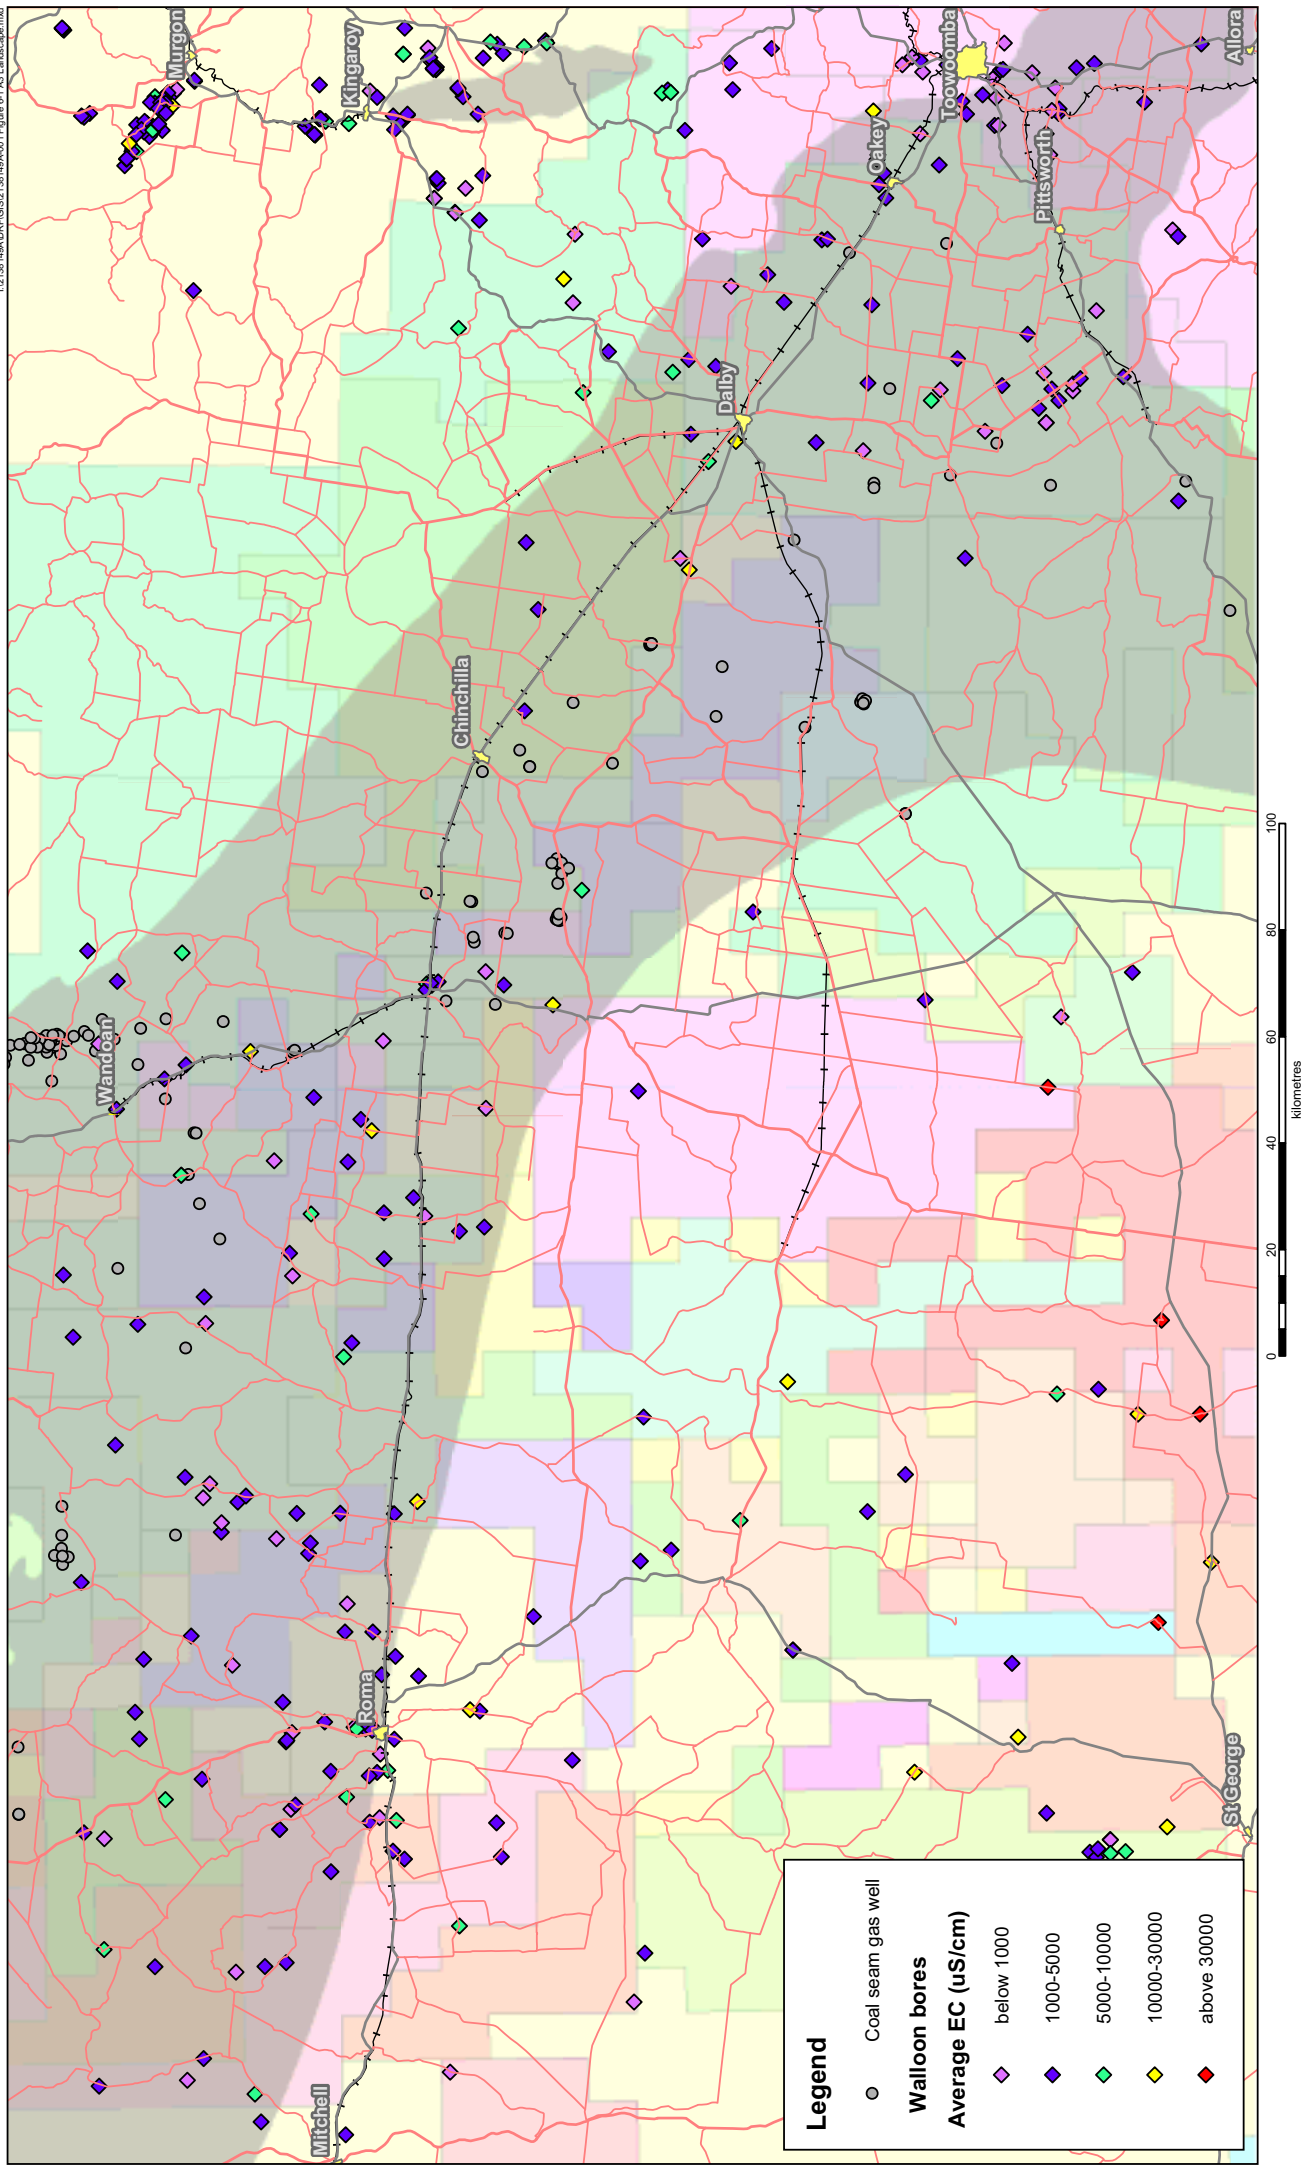 Murgon
Kingaroy
Toowoomba
Allora
Oakey
Pittsworth
Dalby
Chinchilla
Wandoan
Roma
Mitchell
St George
Legend
Coal seam gas well
Walloon bores
Average EC (uS/cm)
below 1000
1000-5000
5000-10000
10000-30000
above 30000
0 20 40 60 80 100
kilometres